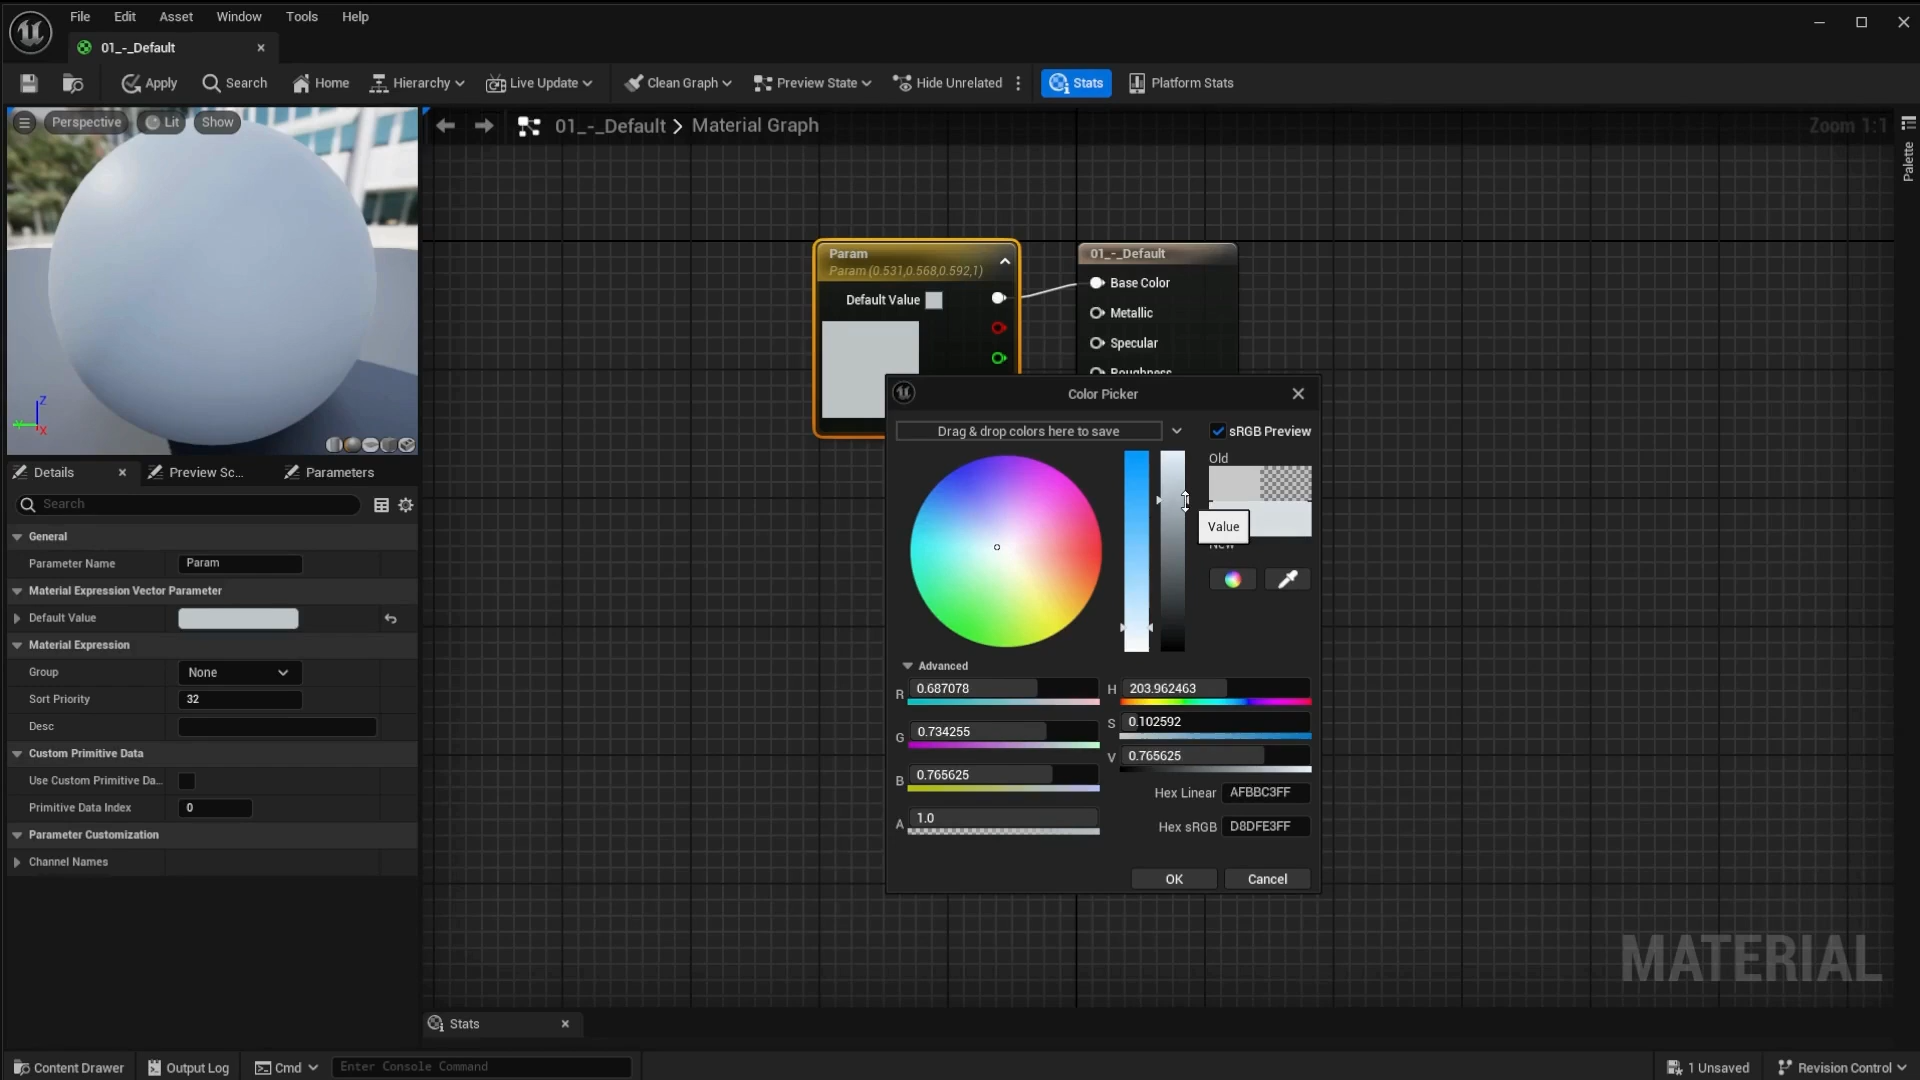 File Edit Asset Window Tools Help
01_-_Default
Apply Search Home Hierarchy Live Update Clean Graph Preview State Hide Unrelated Stats Platform Stats
Perspective Lit Show
01_-_Default > Material Graph
Zoom 1:1
Palette
Param
Param (0.531,0.568,0.592,1)
Default Value
01_-_Default
Base Color
Metallic
Specular
Roughness
Z
X
Details Preview Sc... Parameters
Search
General
Parameter Name Param
Material Expression Vector Parameter
Default Value
Material Expression
Group None
Sort Priority 32
Desc
Custom Primitive Data
Use Custom Primitive Da...
Primitive Data Index 0
Parameter Customization
Channel Names
Color Picker
Drag & drop colors here to save
sRGB Preview
Old
Value
New
Advanced
R 0.687078
G 0.734255
B 0.765625
A 1.0
H 203.962463
S 0.102592
V 0.765625
Hex Linear AFBBC3FF
Hex sRGB D8DFE3FF
OK Cancel
MATERIAL
Stats
Content Drawer Output Log Cmd Enter Console Command
1 Unsaved Revision Control